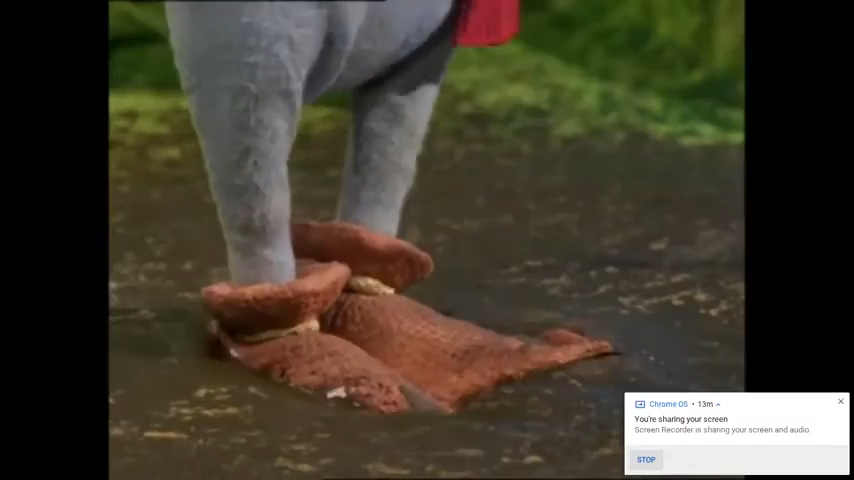 Chrome OS • 13m
You're sharing your screen
Screen Recorder is sharing your screen and audio.
STOP